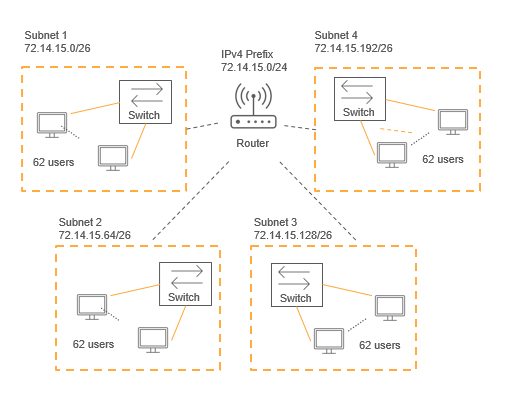 Subnet 1
72.14.15.0/26
Switch
62 users
IPv4 Prefix
72.14.15.0/24
Router
Subnet 4
72.14.15.192/26
Switch
62 users
Subnet 2
72.14.15.64/26
Switch
62 users
Subnet 3
72.14.15.128/26
Switch
62 users